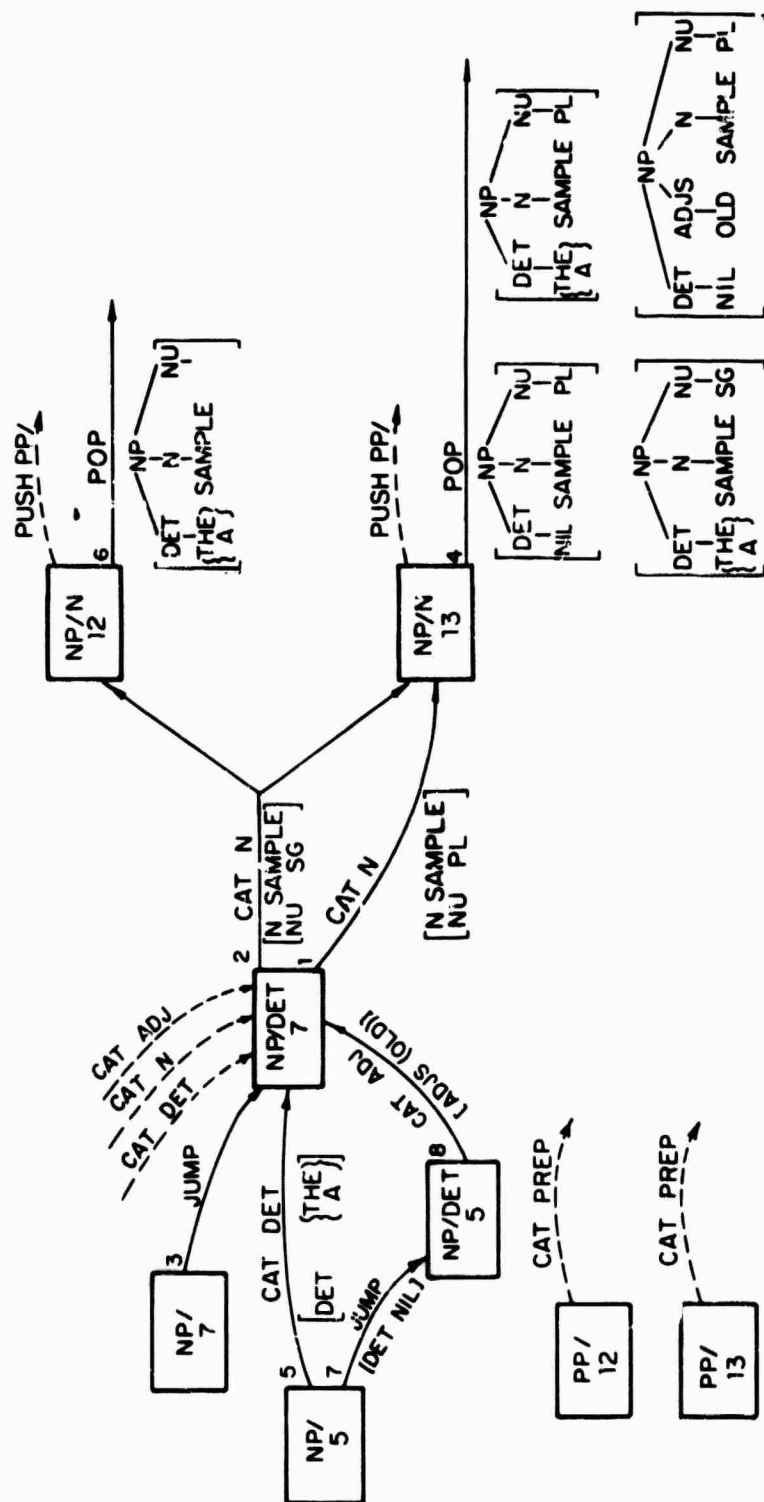 PUSH PP/
NP/N
12
6
POP
NP
DET N NU
[{THE} SAMPLE ]
{A}
PUSH PP/
NP/N
13
4
POP
NP
DET N NU
[NIL SAMPLE PL]
NP
DET N NU
[{THE} SAMPLE PL]
{A}
NP
DET N NU
[{THE} SAMPLE SG]
{A}
NP
DET ADJS N NU
[NIL OLD SAMPLE PL]
2 CAT N
[N SAMPLE]
[NU SG]
1
CAT N
[N SAMPLE]
[NU PL]
CAT ADJ
CAT N
CAT DET
NP/DET
7
NP/
7
3
JUMP
NP/
5
5
CAT DET
[DET {THE}]
{A}
7
JUMP
[DET NIL]
NP/DET
5
8
CAT ADJ
[ADJS (OLD)]
PP/
12
CAT PREP
PP/
13
CAT PREP